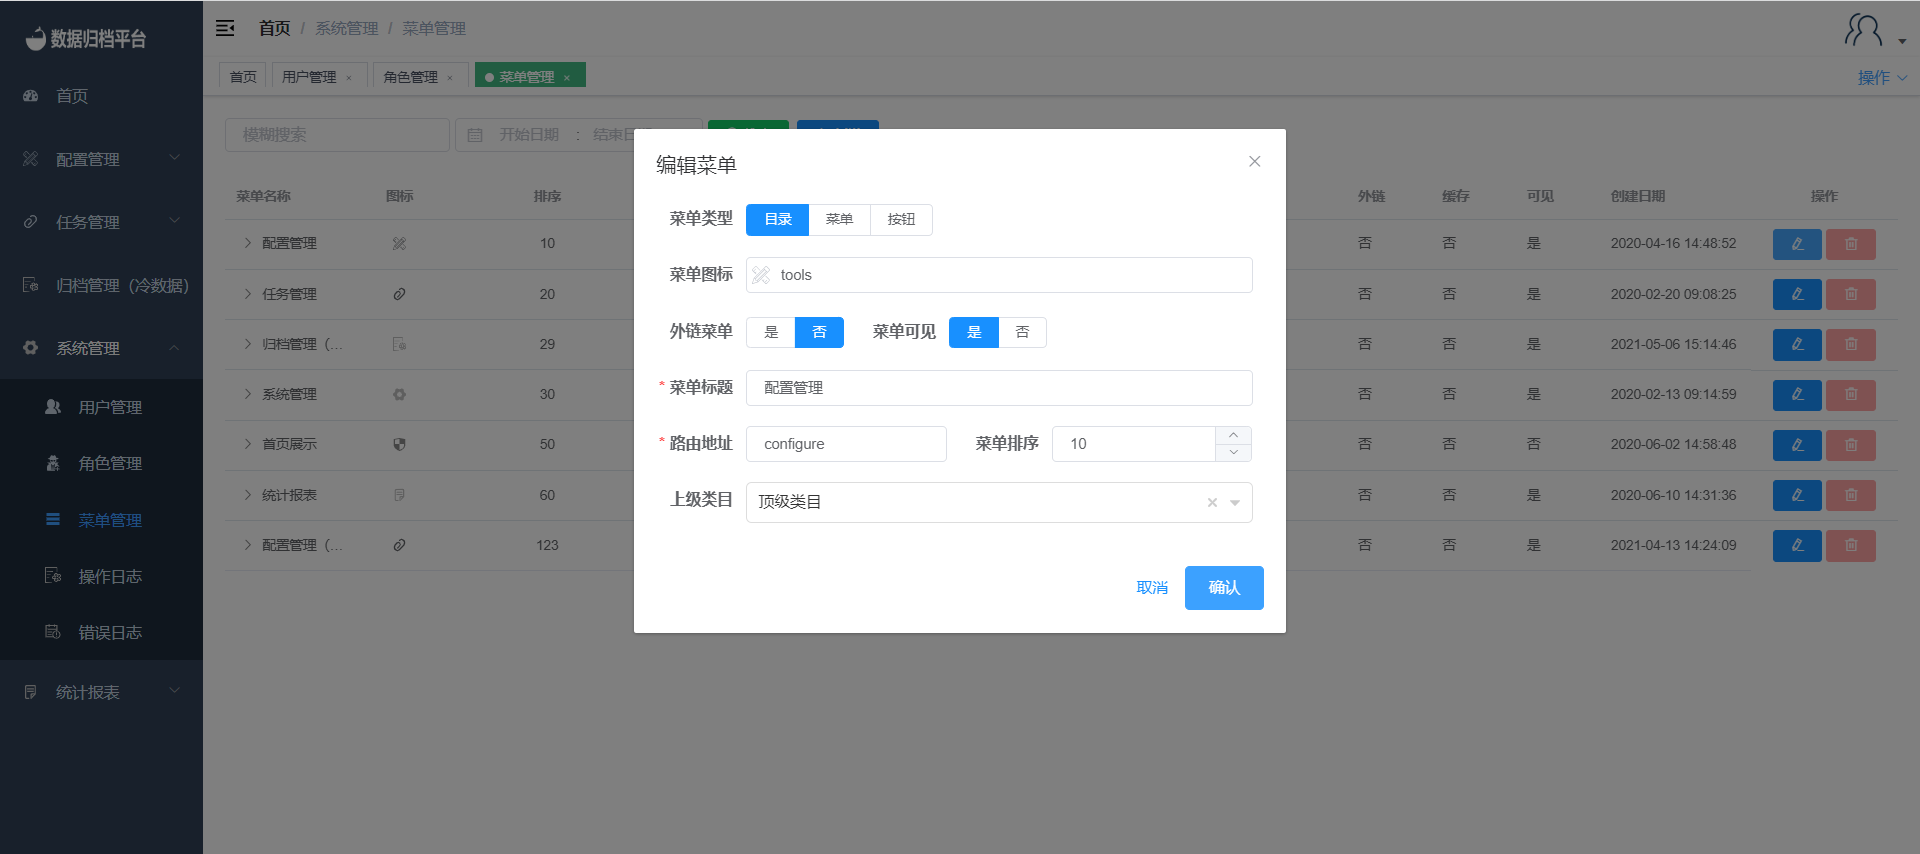 数据归档平台
首页 / 系统管理 / 菜单管理
首页 用户管理 × 角色管理 × 菜单管理 ×
操作
首页
配置管理
任务管理
归档管理（冷数据）
系统管理
用户管理
角色管理
菜单管理
操作日志
错误日志
统计报表
模糊搜索 开始日期 : 结束日
菜单名称 图标 排序 外链 缓存 可见 创建日期 操作
配置管理 10 否 否 是 2020-04-16 14:48:52
任务管理 20 否 否 是 2020-02-20 09:08:25
归档管理（... 29 否 否 是 2021-05-06 15:14:46
系统管理 30 否 否 是 2020-02-13 09:14:59
首页展示 50 否 否 否 2020-06-02 14:58:48
统计报表 60 否 否 是 2020-06-10 14:31:36
配置管理（... 123 否 否 是 2021-04-13 14:24:09
编辑菜单
菜单类型 目录 菜单 按钮
菜单图标 tools
外链菜单 是 否 菜单可见 是 否
* 菜单标题 配置管理
* 路由地址 configure 菜单排序 10
上级类目 顶级类目
取消 确认